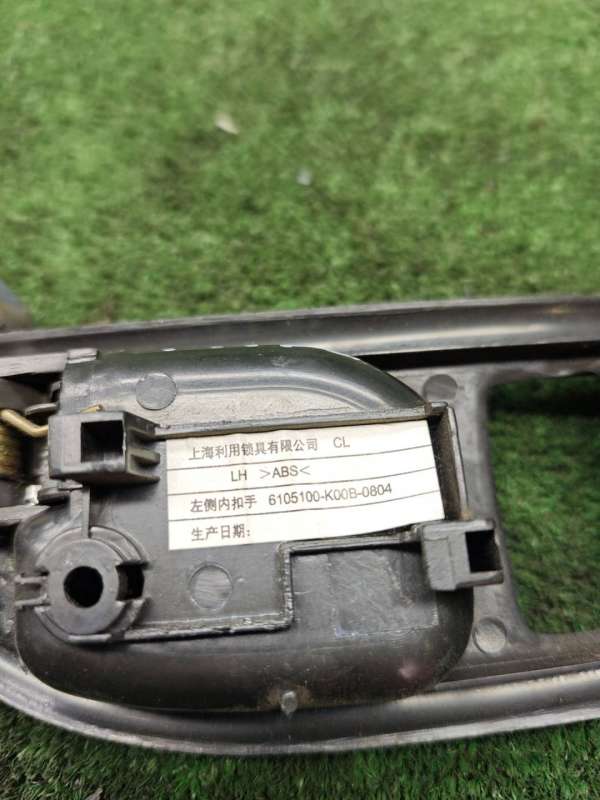 上海利用锁具有限公司 CL
LH >ABS<
左侧内扣手 6105100-K00B-0804
生产日期: